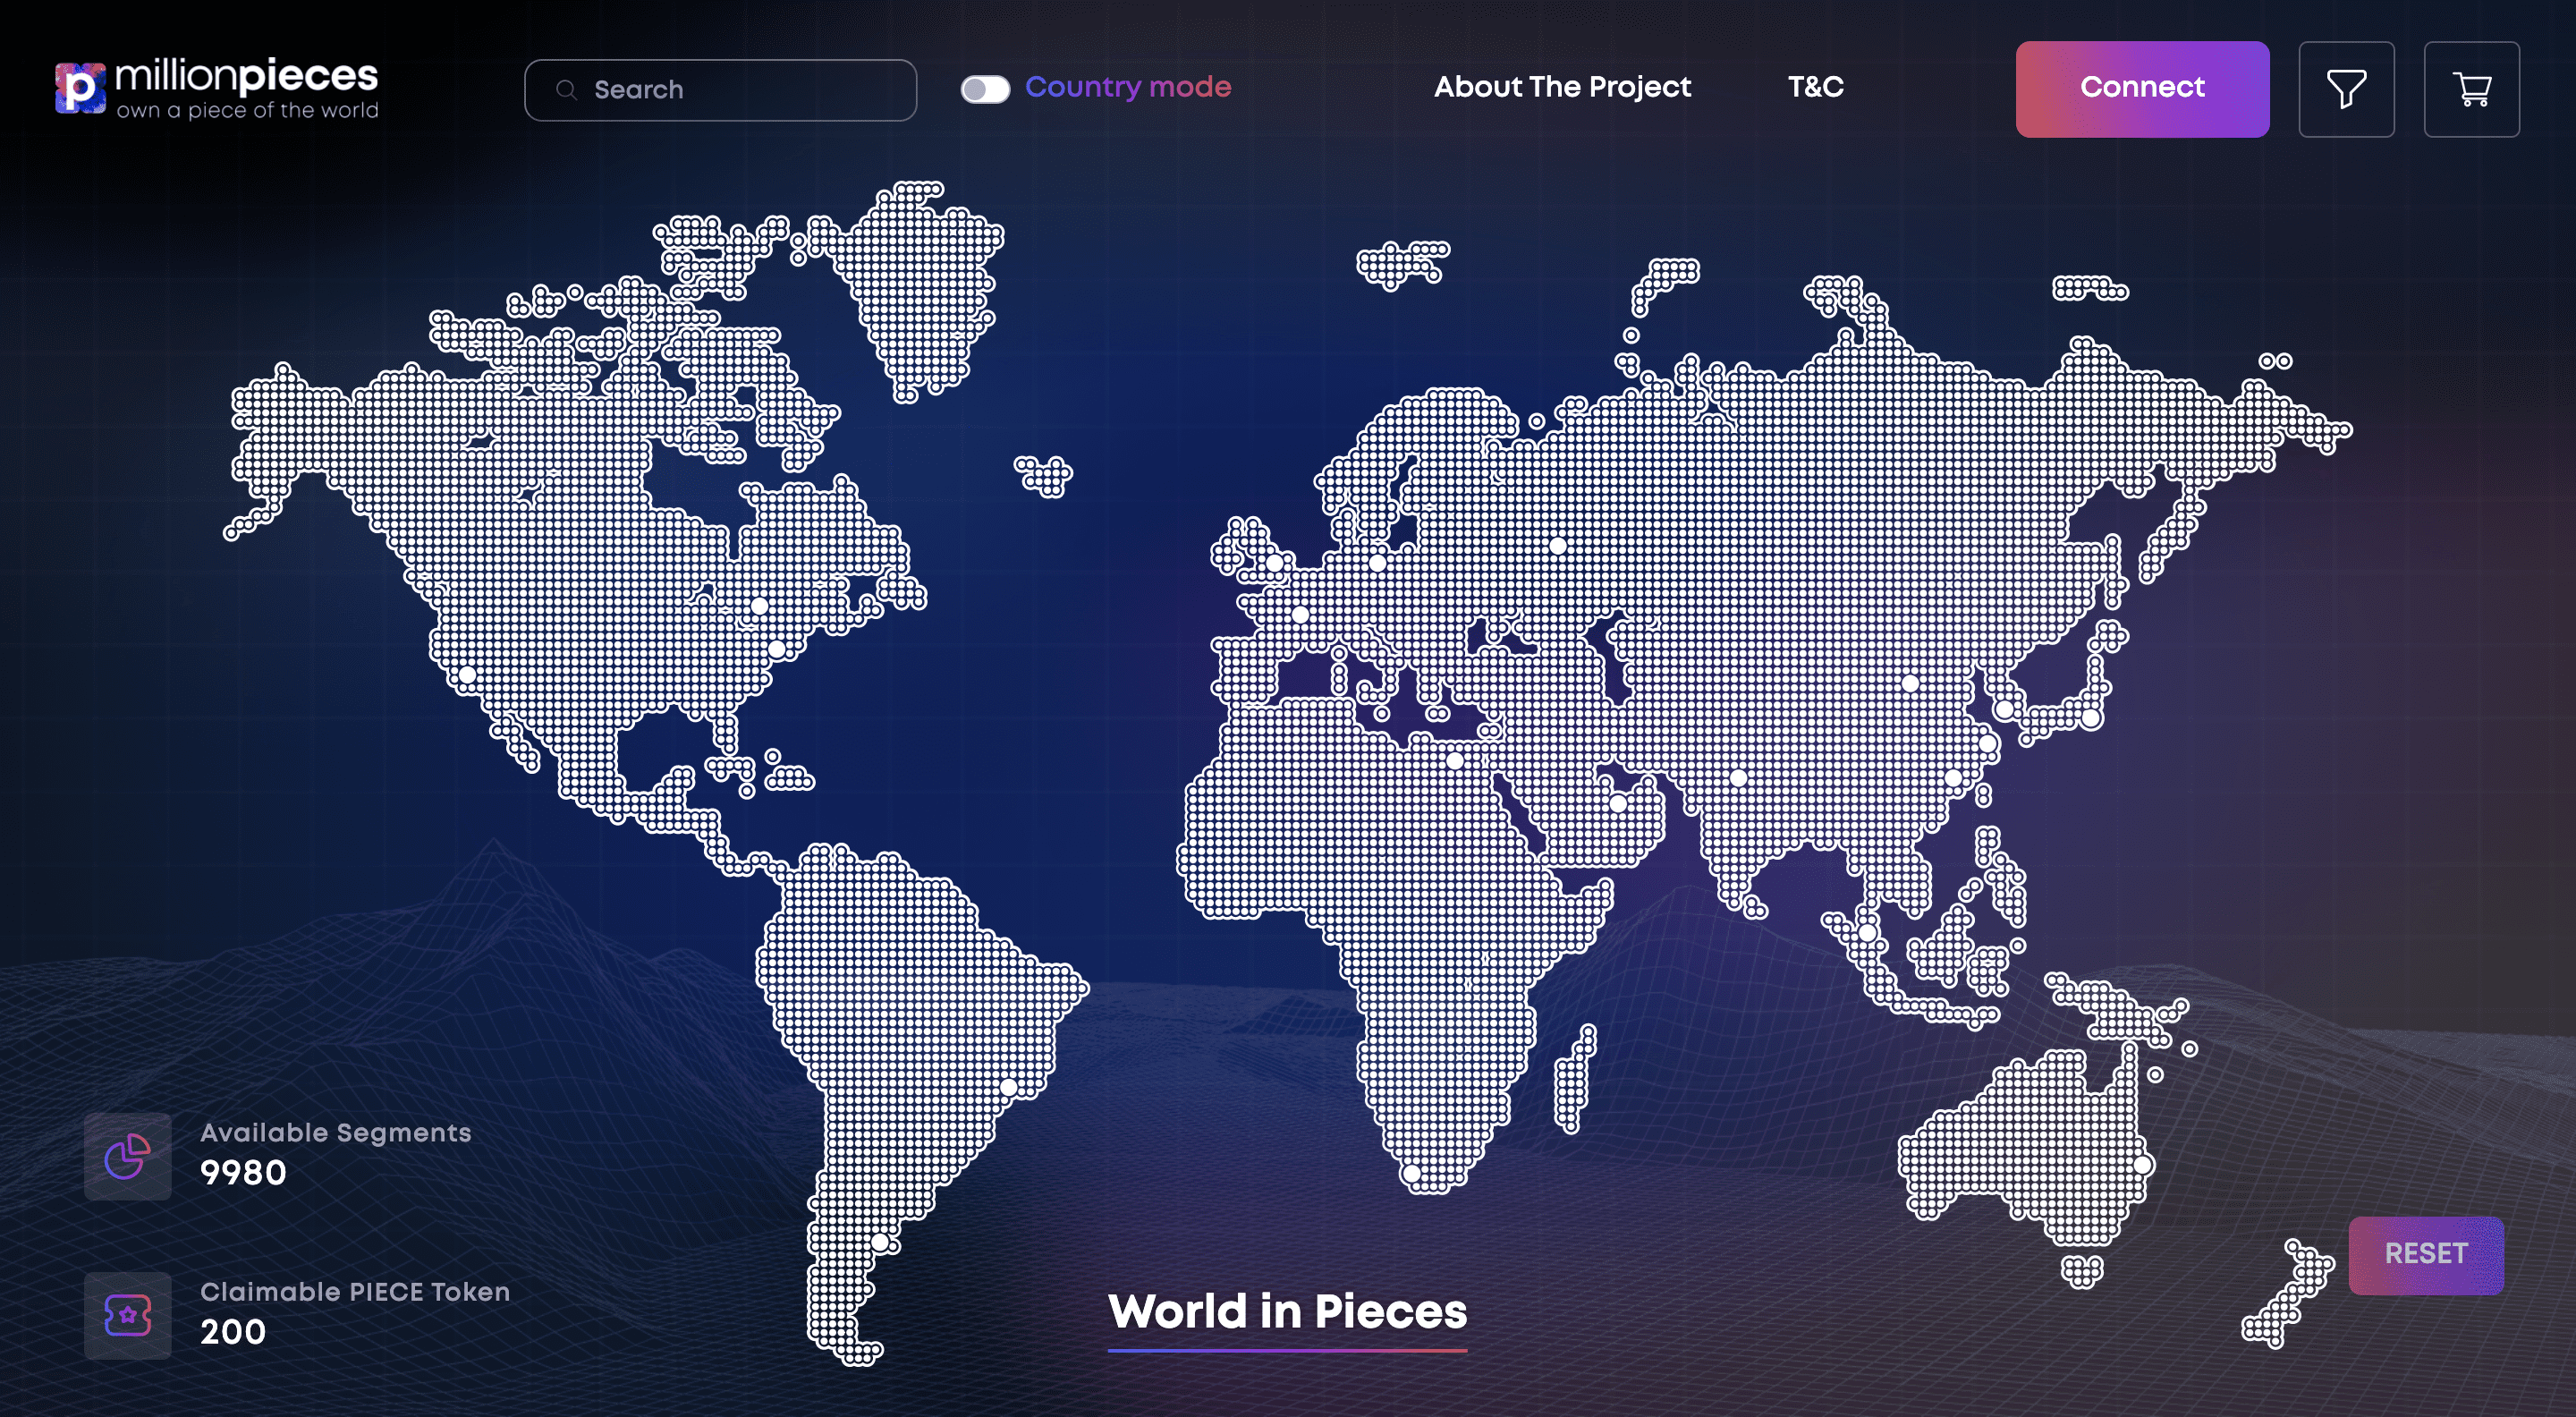 millionpieces
own a piece of the world
Search
Country mode
About The Project
T&C
Connect
Available Segments
9980
Claimable PIECE Token
200
World in Pieces
RESET